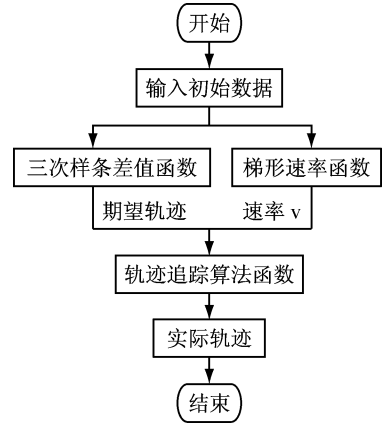 开始
输入初始数据
三次样条差值函数
梯形速率函数
期望轨迹
速率 v
轨迹追踪算法函数
实际轨迹
结束